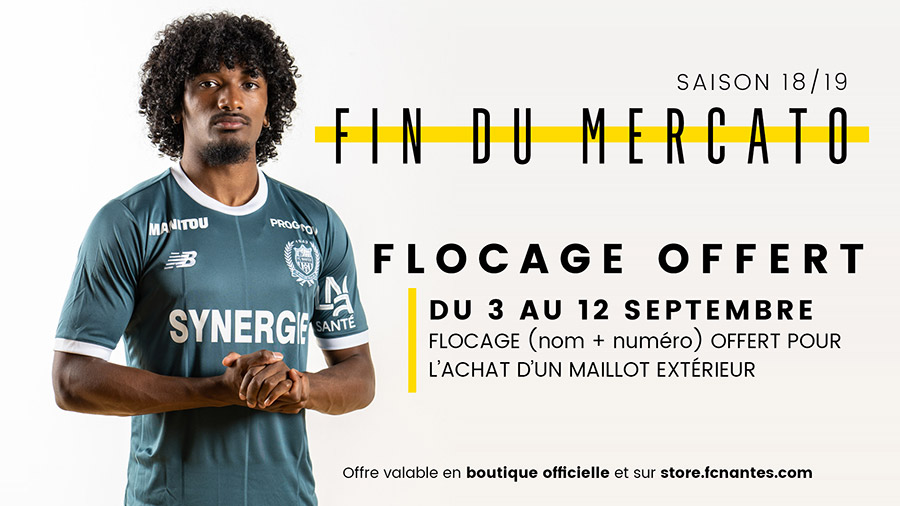 SAISON 18/19
FIN DU MERCATO
FLOCAGE OFFERT
DU 3 AU 12 SEPTEMBRE
FLOCAGE (nom + numéro) OFFERT POUR
L'ACHAT D'UN MAILLOT EXTÉRIEUR
Offre valable en boutique officielle et sur store.fcnantes.com
MANITOU
NB
SYNERGIE
SANTÉ